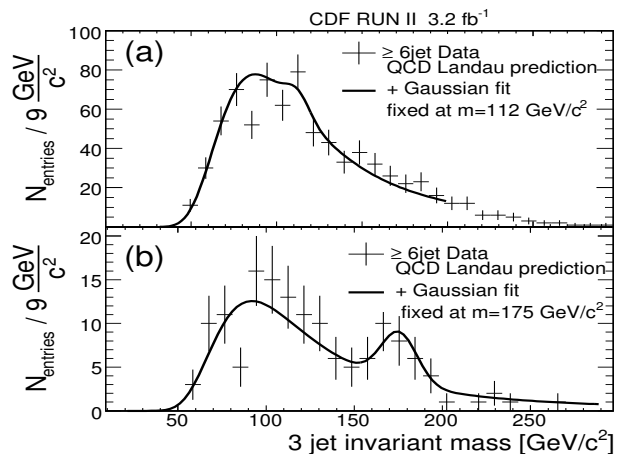 CDF RUN II 3.2 fb⁻¹
(a)
≥ 6jet Data
QCD Landau prediction
+ Gaussian fit
fixed at m=112 GeV/c²
N_entries / 9 GeV/c²
100
80
60
40
20
(b)
≥ 6jet Data
QCD Landau prediction
+ Gaussian fit
fixed at m=175 GeV/c²
N_entries / 9 GeV/c²
20
15
10
5
0
50 100 150 200 250
3 jet invariant mass [GeV/c²]